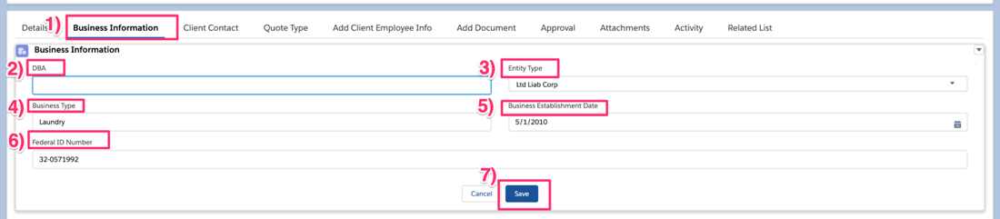 1) Details Business Information Client Contact Quote Type Add Client Employee Info Add Document Approval Attachments Activity Related List
Business Information
2) DBA 3) Entity Type
Ltd Liab Corp
4) Business Type 5) Business Establishment Date
Laundry 5/1/2010
6) Federal ID Number
32-0571992
7) Cancel Save